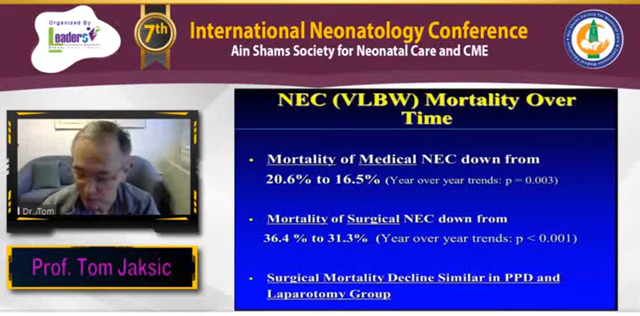 Organized By
Leaders
7th
International Neonatology Conference
Ain Shams Society for Neonatal Care and CME
NEC (VLBW) Mortality Over
Time
• Mortality of Medical NEC down from
20.6% to 16.5% (Year over year trends: p = 0.003)
• Mortality of Surgical NEC down from
36.4 % to 31.3% (Year over year trends: p < 0.001)
• Surgical Mortality Decline Similar in PPD and
Laparotomy Group
Dr. Tom
Prof. Tom Jaksic